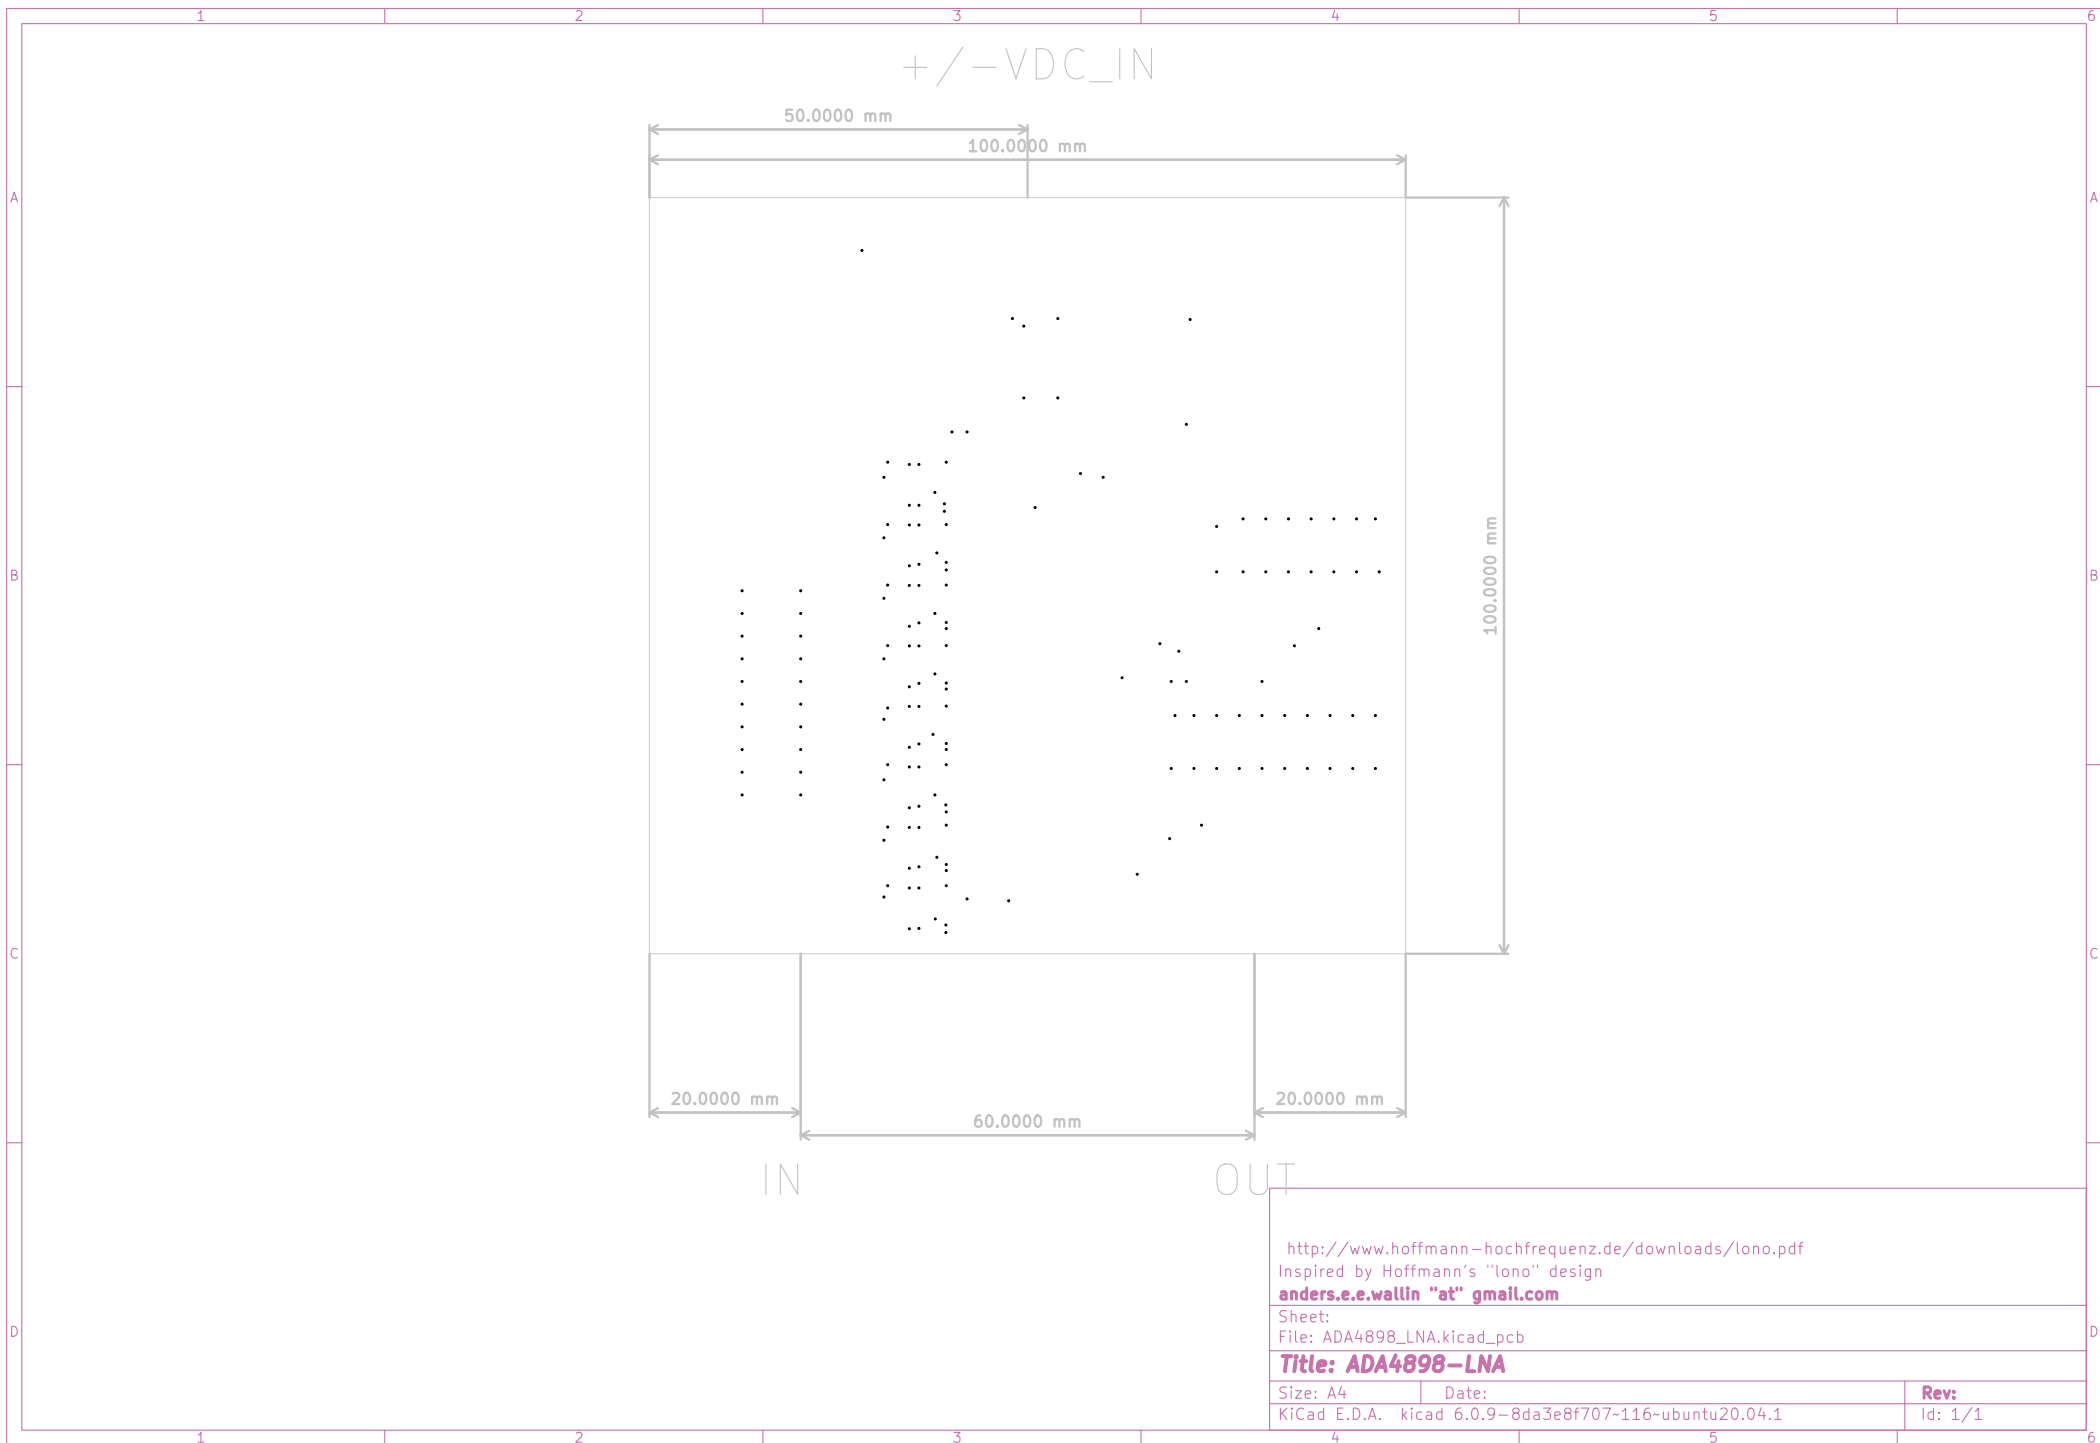 1 2 3 4 5 6
+/-VDC_IN
50.0000 mm
100.0000 mm
A A
100.0000 mm
B B
C C
20.0000 mm 20.0000 mm
60.0000 mm
IN OUT
http://www.hoffmann-hochfrequenz.de/downloads/lono.pdf
Inspired by Hoffmann's "lono" design
anders.e.e.wallin "at" gmail.com
Sheet:
D D
File: ADA4898_LNA.kicad_pcb
Title: ADA4898-LNA
Size: A4 Date: Rev:
KiCad E.D.A. kicad 6.0.9-8da3e8f707~116~ubuntu20.04.1 Id: 1/1
1 2 3 4 5 6